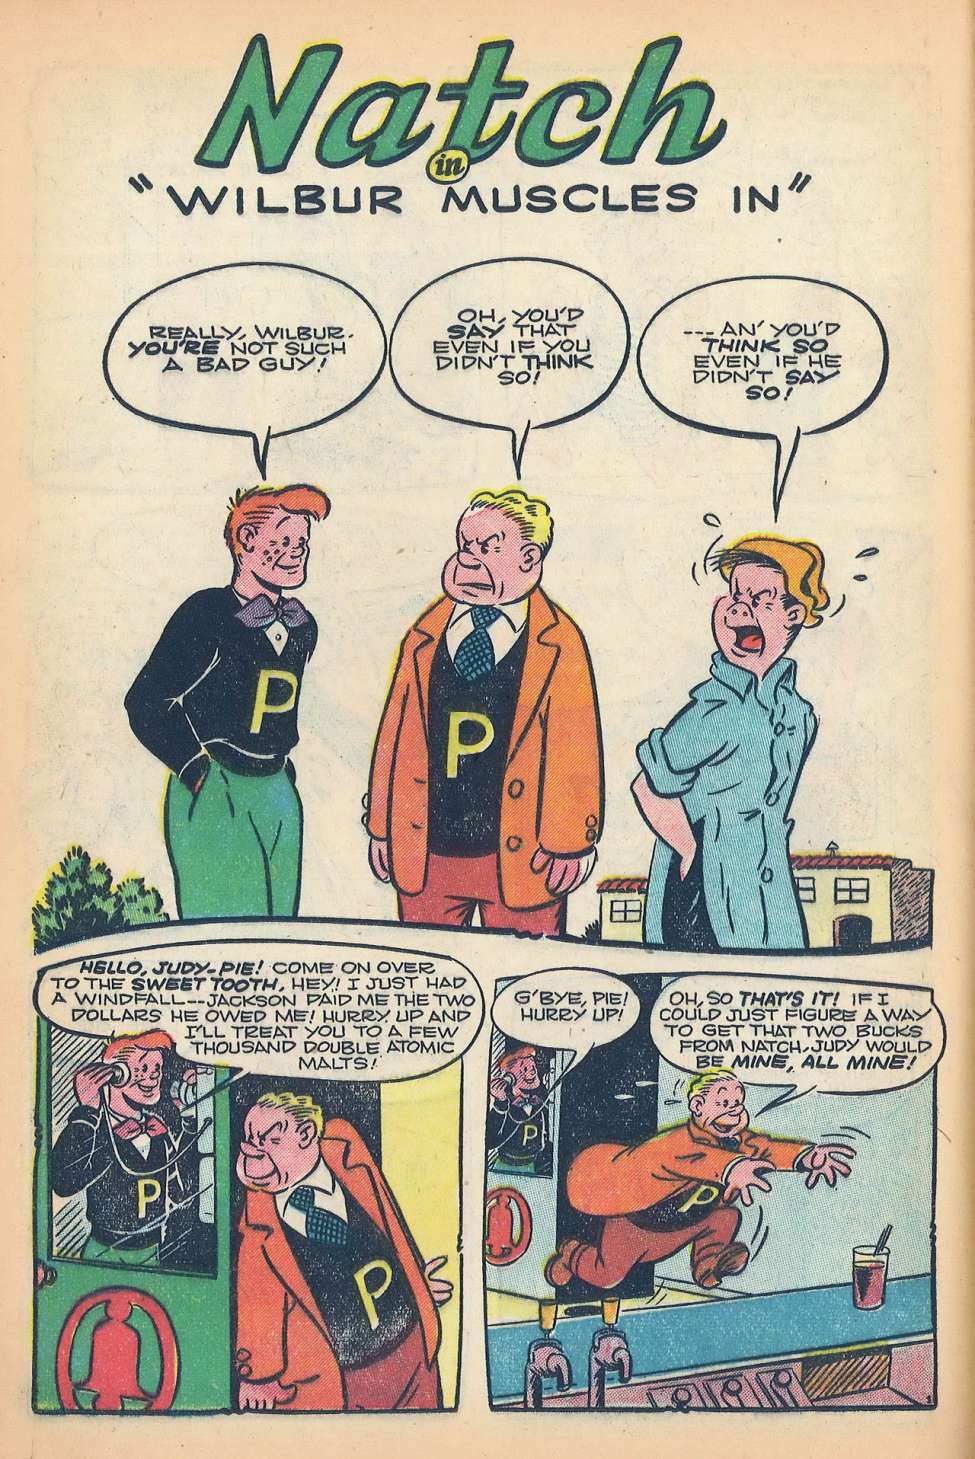 Natch
in
"WILBUR MUSCLES IN"
REALLY, WILBUR.
YOU'RE NOT SUCH
A BAD GUY!
OH, YOU'D
SAY THAT
EVEN IF YOU
DIDN'T THINK
SO!
--- AN' YOU'D
THINK SO
EVEN IF HE
DIDN'T SAY
SO!
P
P
HELLO, JUDY-PIE! COME ON OVER
TO THE SWEET TOOTH, HEY! I JUST HAD
A WINDFALL--JACKSON PAID ME THE TWO
DOLLARS HE OWED ME! HURRY UP AND
I'LL TREAT YOU TO A FEW
THOUSAND DOUBLE ATOMIC
MALTS!
P
P
G'BYE, PIE!
HURRY UP!
OH, SO THAT'S IT! IF I
COULD JUST FIGURE A WAY
TO GET THAT TWO BUCKS
FROM NATCH, JUDY WOULD
BE MINE, ALL MINE!
P
P
1